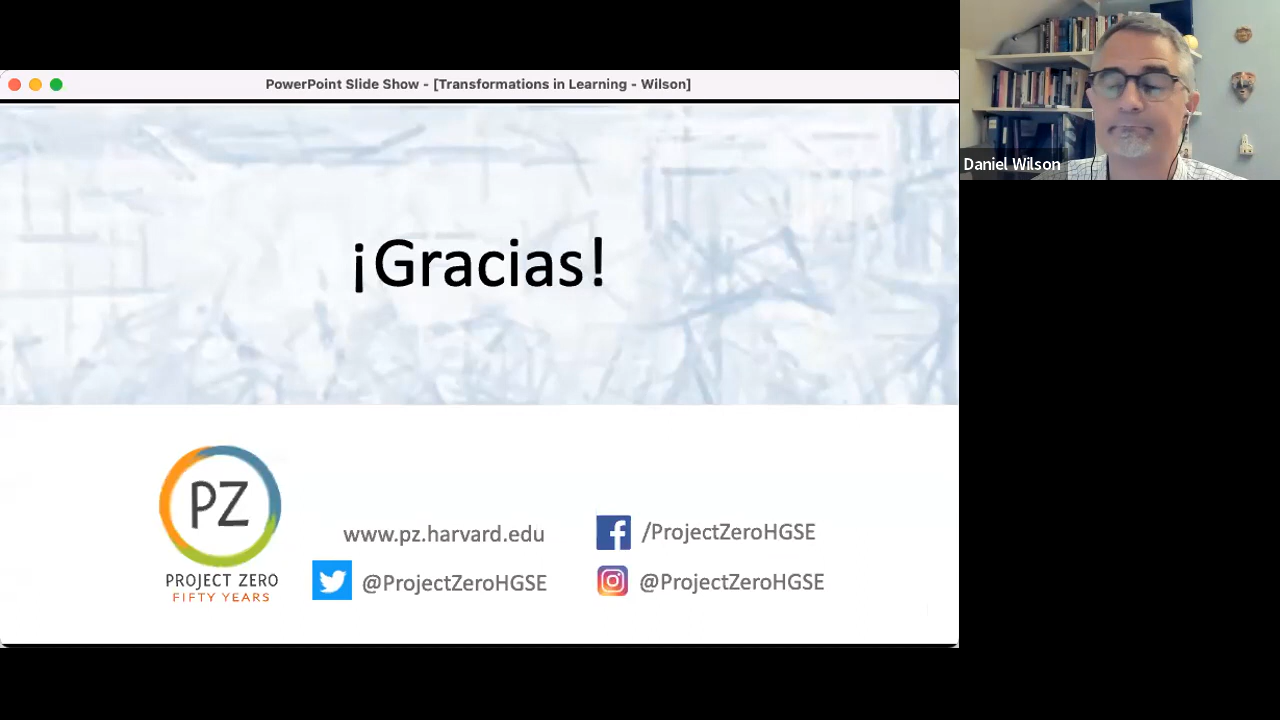 PowerPoint Slide Show - [Transformations in Learning - Wilson]
Daniel Wilson
¡Gracias!
PZ
PROJECT ZERO
FIFTY YEARS
www.pz.harvard.edu
/ProjectZeroHGSE
@ProjectZeroHGSE
@ProjectZeroHGSE